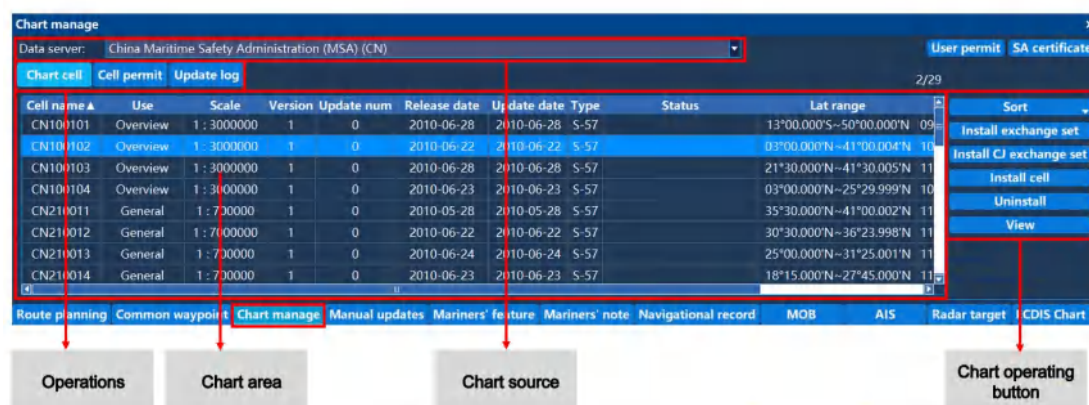 Chart manage
Data server: China Maritime Safety Administration (MSA) (CN) User permit SA certificate
Chart cell Cell permit Update log 2/29
Cell name▲ Use Scale Version Update num Release date Update date Type Status Lat range
CN100101 Overview 1 : 3000000 1 0 2010-06-28 2010-06-28 S-57 13°00.000'S~50°00.000'N 09
CN100102 Overview 1 : 3000000 1 0 2010-06-22 2010-06-22 S-57 03°00.000'N~41°00.004'N 10
CN100103 Overview 1 : 3000000 1 0 2010-06-28 2010-06-28 S-57 21°30.000'N~41°30.005'N 11
CN100104 Overview 1 : 3000000 1 0 2010-06-23 2010-06-23 S-57 03°00.000'N~25°29.999'N 10
CN210011 General 1 : 700000 1 0 2010-05-28 2010-05-28 S-57 35°30.000'N~41°00.002'N 11
CN210012 General 1 : 7000000 1 0 2010-06-22 2010-06-22 S-57 30°30.000'N~36°23.998'N 11
CN210013 General 1 : 700000 1 0 2010-06-24 2010-06-24 S-57 25°00.000'N~31°25.001'N 11
CN210014 General 1 : 700000 1 0 2010-06-23 2010-06-23 S-57 18°15.000'N~27°45.000'N 11
Sort
Install exchange set
Install CJ exchange set
Install cell
Uninstall
View
Route planning Common waypoint Chart manage Manual updates Mariners' feature Mariners' note Navigational record MOB AIS Radar target ECDIS Chart
Operations
Chart area
Chart source
Chart operating
button